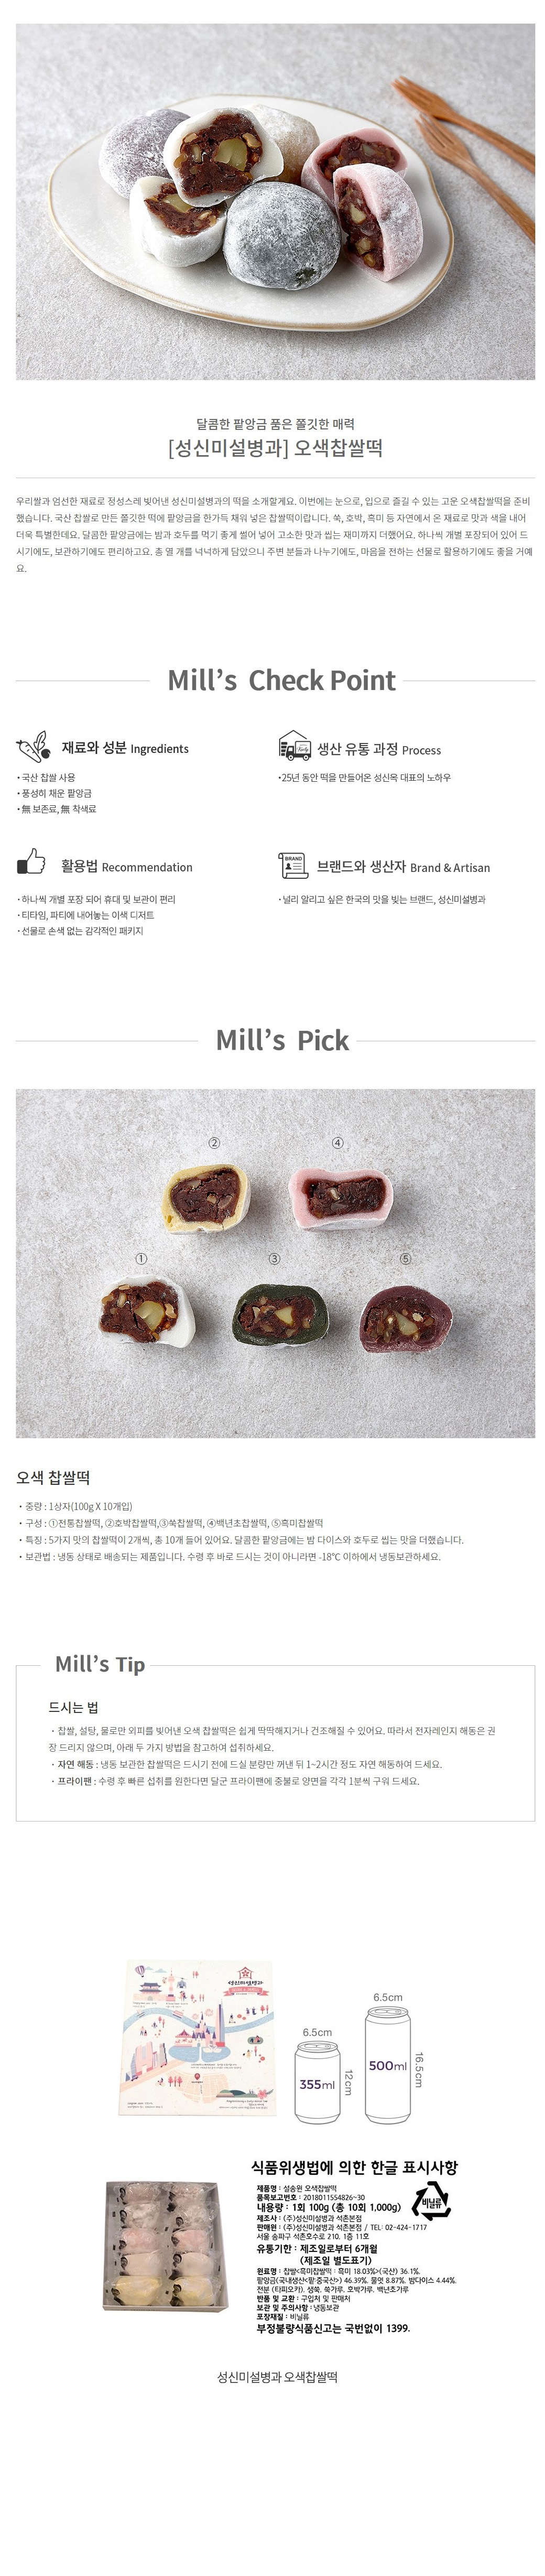 달콤한 팥앙금 품은 쫄깃한 매력
[성신미설병과] 오색찹쌀떡
우리쌀과 엄선한 재료로 정성스레 빚어낸 성신미설병과의 떡을 소개할게요. 이번에는 눈으로, 입으로 즐길 수 있는 고운 오색찹쌀떡을 준비
했습니다. 국산 찹쌀로 만든 쫄깃한 떡에 팥앙금을 한가득 채워 넣은 찹쌀떡이랍니다. 쑥, 호박, 흑미 등 자연에서 온 재료로 맛과 색을 내어
더욱 특별한데요. 달콤한 팥앙금에는 밤과 호두를 먹기 좋게 썰어 넣어 고소한 맛과 씹는 재미까지 더했어요. 하나씩 개별 포장되어 있어 드
시기에도, 보관하기에도 편리하고요. 총 열 개를 넉넉하게 담았으니 주변 분들과 나누기에도, 마음을 전하는 선물로 활용하기에도 좋을 거예
요.
Mill's Check Point
재료와 성분 Ingredients
· 국산 찹쌀 사용
· 풍성히 채운 팥앙금
· 無 보존료, 無 착색료
생산 유통 과정 Process
·25년 동안 떡을 만들어온 성신목 대표의 노하우
활용법 Recommendation
· 하나씩 개별 포장 되어 휴대 및 보관이 편리
· 티타임, 파티에 내어놓는 이색 디저트
· 선물로 손색 없는 감각적인 패키지
BRAND
브랜드와 생산자 Brand & Artisan
· 널리 알리고 싶은 한국의 맛을 빚는 브랜드, 성신미설병과
Mill's Pick
② ④
① ③ ⑤
오색 찹쌀떡
· 중량 : 1상자(100g X 10개입)
· 구성 : ①전통찹쌀떡, ②호박찹쌀떡,③쑥찹쌀떡, ④백년초찹쌀떡, ⑤흑미찹쌀떡
· 특징 : 5가지 맛의 찹쌀떡이 2개씩, 총 10개 들어 있어요. 달콤한 팥앙금에는 밤 다이스와 호두로 씹는 맛을 더했습니다.
· 보관법 : 냉동 상태로 배송되는 제품입니다. 수령 후 바로 드시는 것이 아니라면 -18℃ 이하에서 냉동보관하세요.
Mill's Tip
드시는 법
· 찹쌀, 설탕, 물로만 외피를 빚어낸 오색 찹쌀떡은 쉽게 딱딱해지거나 건조해질 수 있어요. 따라서 전자레인지 해동은 권
장 드리지 않으며, 아래 두 가지 방법을 참고하여 섭취하세요.
· 자연 해동 : 냉동 보관한 찹쌀떡은 드시기 전에 드실 분량만 꺼낸 뒤 1~2시간 정도 자연 해동하여 드세요.
· 프라이팬 : 수령 후 빠른 섭취를 원한다면 달군 프라이팬에 중불로 양면을 각각 1분씩 구워 드세요.
성신미설병과
6.5cm
355ml
12cm
6.5cm
500ml
16.5cm
식품위생법에 의한 한글 표시사항
제품명 : 설송원 오색찹쌀떡
품목보고번호 : 2018011554826~30
내용량 : 1회 100g (총 10회 1,000g)
비닐류
제조사 : (주)성신미설병과 석촌본점
판매원 : (주)성신미설병과 석촌본점 / TEL: 02-424-1717
서울 송파구 석촌호수로 210, 1층 11호
유통기한 : 제조일로부터 6개월
(제조일 별도표기)
원료명 : 찹쌀<흑미찹쌀떡 : 흑미 18.03%>(국산) 36.1%,
팥앙금(국내생산<팥:중국산>) 46.39%, 물엿 8.87%, 밤다이스 4.44%,
전분 (타피오카), 생쑥, 쑥가루, 호박가루, 백년초가루
반품 및 교환 : 구입처 및 판매처
보관 및 주의사항 : 냉동보관
포장재질 : 비닐류
부정불량식품신고는 국번없이 1399.
성신미설병과 오색찹쌀떡